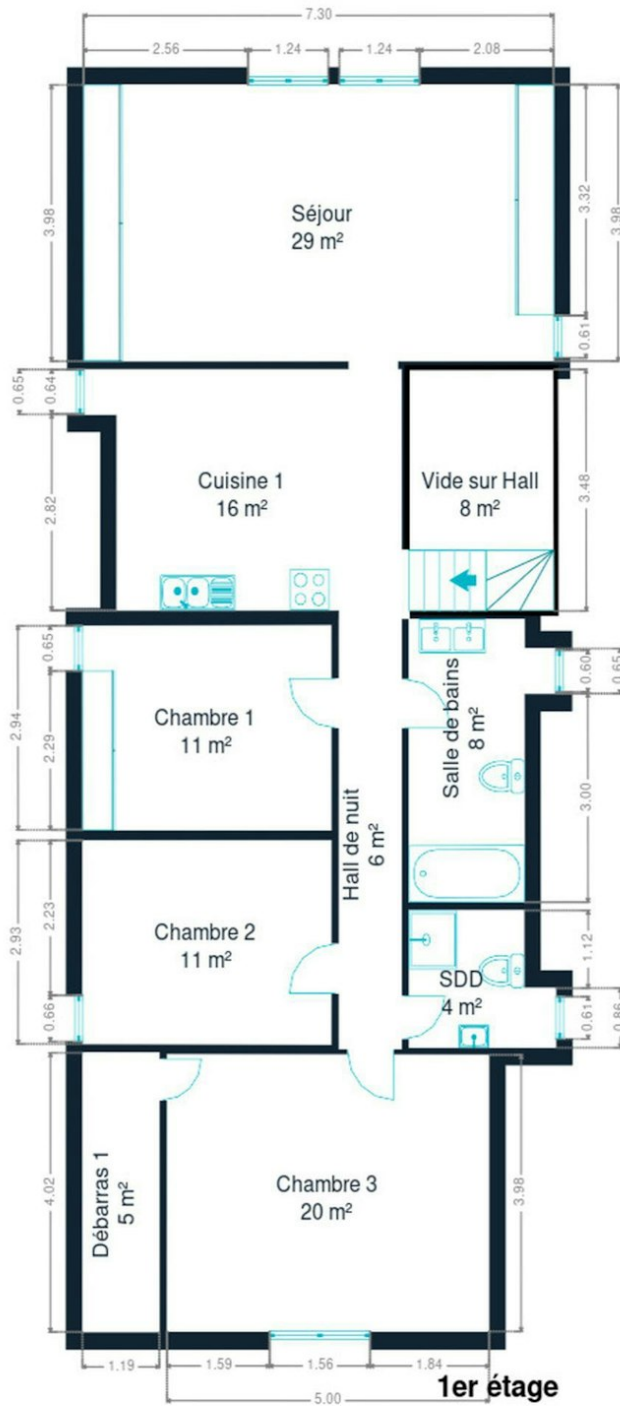 7.30
2.56
1.24
1.24
2.08
3.98
Séjour
29 m²
3.32
3.98
0.61
0.65
0.64
2.82
Cuisine 1
16 m²
Vide sur Hall
8 m²
3.48
0.65
2.94
2.29
Chambre 1
11 m²
Salle de bains
8 m²
0.60
0.65
3.00
Hall de nuit
6 m²
2.93
2.23
0.66
Chambre 2
11 m²
SDD
4 m²
1.12
0.61
0.86
4.02
Débarras 1
5 m²
Chambre 3
20 m²
3.98
1.19
1.59
1.56
1.84
5.00
1er étage